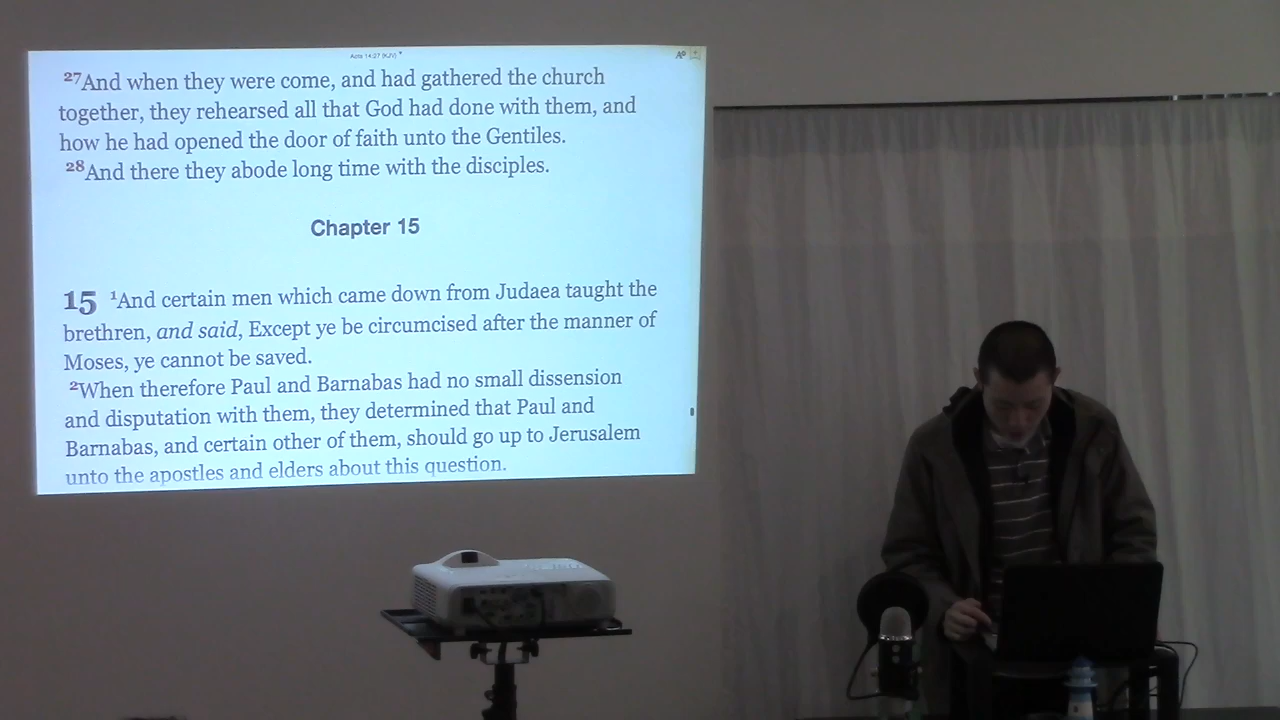 Acts 14:27 (KJV)
27And when they were come, and had gathered the church
together, they rehearsed all that God had done with them, and
how he had opened the door of faith unto the Gentiles.
28And there they abode long time with the disciples.
Chapter 15
15 1And certain men which came down from Judaea taught the
brethren, and said, Except ye be circumcised after the manner of
Moses, ye cannot be saved.
2When therefore Paul and Barnabas had no small dissension
and disputation with them, they determined that Paul and
Barnabas, and certain other of them, should go up to Jerusalem
unto the apostles and elders about this question.